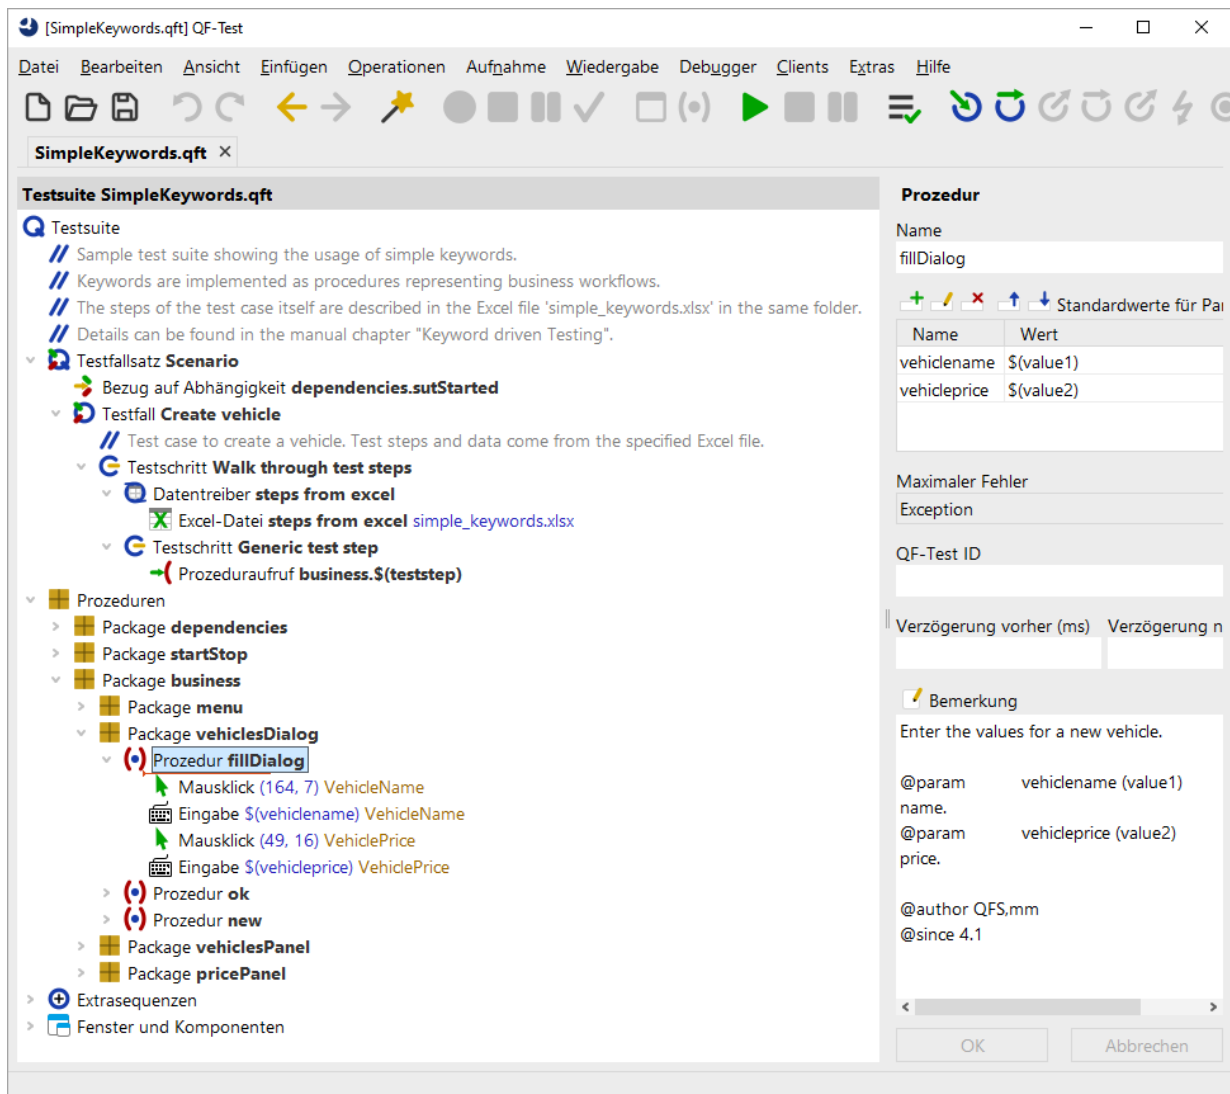 [SimpleKeywords.qft] QF-Test
Datei Bearbeiten Ansicht Einfügen Operationen Aufnahme Wiedergabe Debugger Clients Extras Hilfe
SimpleKeywords.qft
Testsuite SimpleKeywords.qft
Testsuite
Sample test suite showing the usage of simple keywords.
Keywords are implemented as procedures representing business workflows.
The steps of the test case itself are described in the Excel file 'simple_keywords.xlsx' in the same folder.
Details can be found in the manual chapter "Keyword driven Testing".
Testfallsatz Scenario
Bezug auf Abhängigkeit dependencies.sutStarted
Testfall Create vehicle
Test case to create a vehicle. Test steps and data come from the specified Excel file.
Testschritt Walk through test steps
Datentreiber steps from excel
Excel-Datei steps from excel simple_keywords.xlsx
Testschritt Generic test step
Prozeduraufruf business.$(teststep)
Prozeduren
Package dependencies
Package startStop
Package business
Package menu
Package vehiclesDialog
Prozedur fillDialog
Mausklick (164, 7) VehicleName
Eingabe $(vehiclename) VehicleName
Mausklick (49, 16) VehiclePrice
Eingabe $(vehicleprice) VehiclePrice
Prozedur ok
Prozedur new
Package vehiclesPanel
Package pricePanel
Extrasequenzen
Fenster und Komponenten
Prozedur
Name
fillDialog
Standardwerte für Par
Name Wert
vehiclename $(value1)
vehicleprice $(value2)
Maximaler Fehler
Exception
QF-Test ID
Verzögerung vorher (ms) Verzögerung n
Bemerkung
Enter the values for a new vehicle.
@param vehiclename (value1)
name.
@param vehicleprice (value2)
price.
@author QFS,mm
@since 4.1
OK Abbrechen